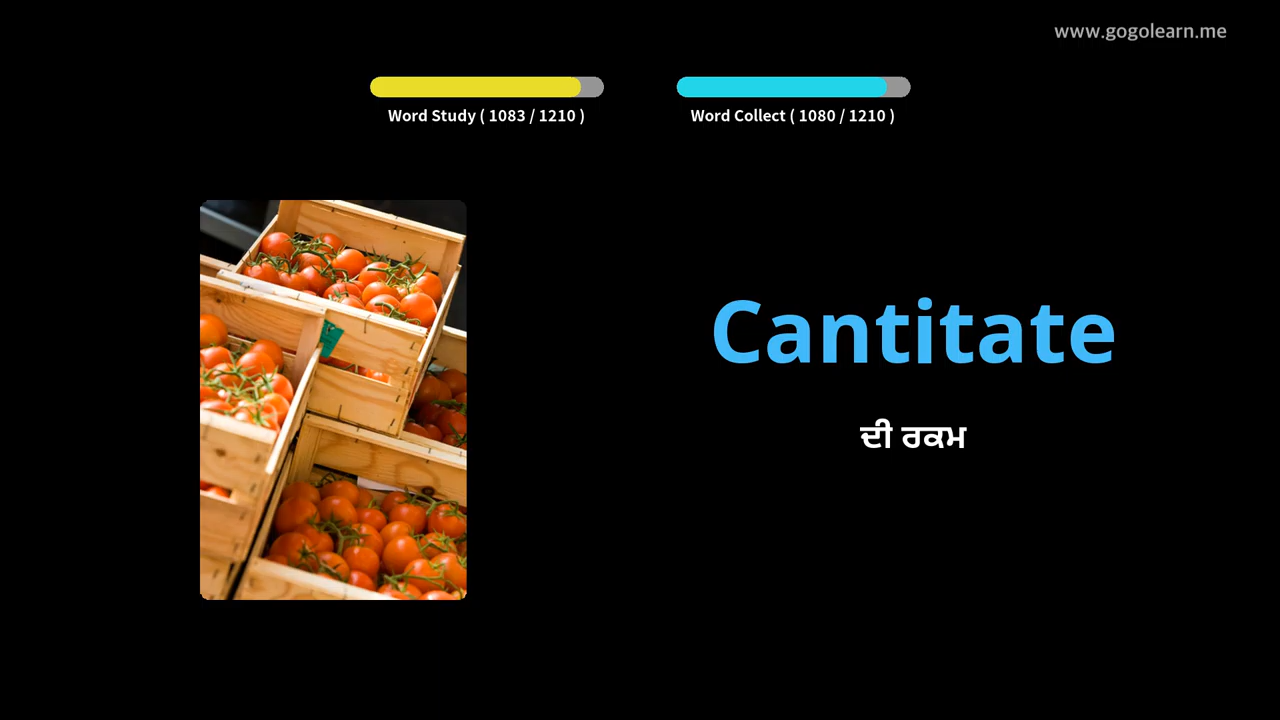 www.gogolearn.me
Word Study ( 1083 / 1210 )
Word Collect ( 1080 / 1210 )
Cantitate
ਦੀ ਰਕਮ